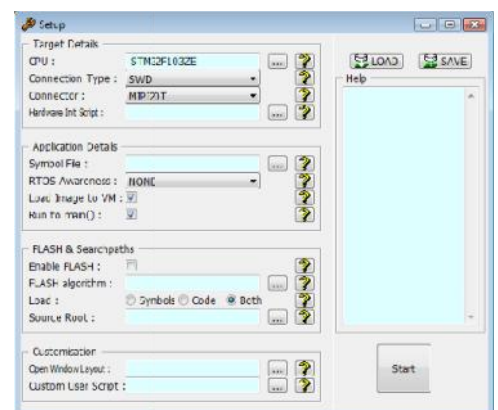 Setup
Target Details
CPU : STM32F103ZE ...
Connection Type : SWD
Connector : MIPI20T
Hardware Init Script : ...
LOAD SAVE
Help
Application Details
Symbol File : ...
RTOS Awareness : NONE
Load Image to VM :
Run to main() :
FLASH & Searchpaths
Enable FLASH :
FLASH algorithm : ...
Load : Symbols Code Both
Source Root : ...
Customisation
Open Window Layout : ...
Custom User Script : ...
Start